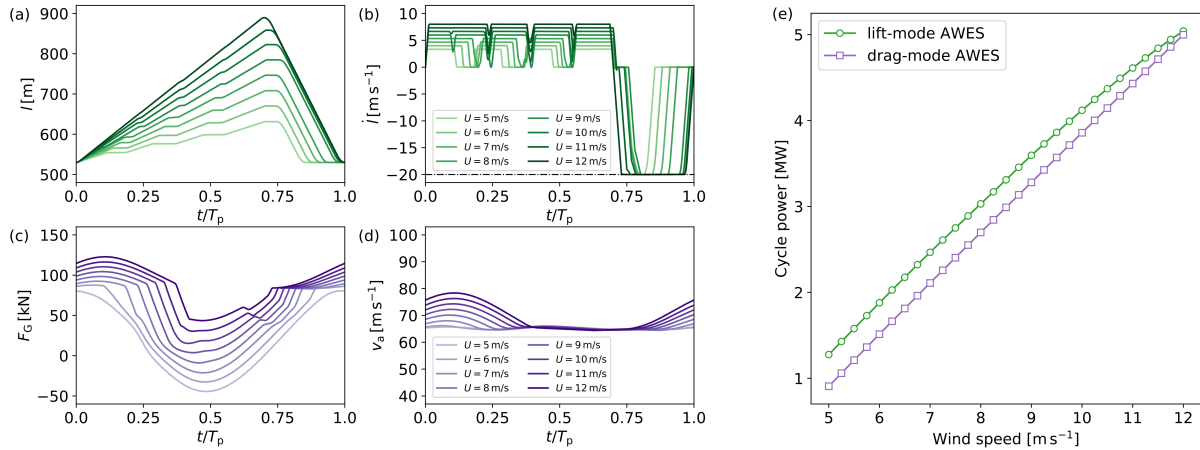 (a)
900
800
700
600
500
l [m]
0.0
0.25
0.5
0.75
1.0
t/Tₚ
(b)
10
5
0
−5
−10
−15
−20
l̇ [m s⁻¹]
U = 5 m/s
U = 6 m/s
U = 7 m/s
U = 8 m/s
U = 9 m/s
U = 10 m/s
U = 11 m/s
U = 12 m/s
0.0
0.25
0.5
0.75
1.0
t/Tₚ
(c)
150
100
50
0
−50
F_G [kN]
0.0
0.25
0.5
0.75
1.0
t/Tₚ
(d)
100
90
80
70
60
50
40
vₐ [m s⁻¹]
U = 5 m/s
U = 6 m/s
U = 7 m/s
U = 8 m/s
U = 9 m/s
U = 10 m/s
U = 11 m/s
U = 12 m/s
0.0
0.25
0.5
0.75
1.0
t/Tₚ
(e)
lift-mode AWES
drag-mode AWES
5
4
3
2
1
Cycle power [MW]
5
6
7
8
9
10
11
12
Wind speed [m s⁻¹]